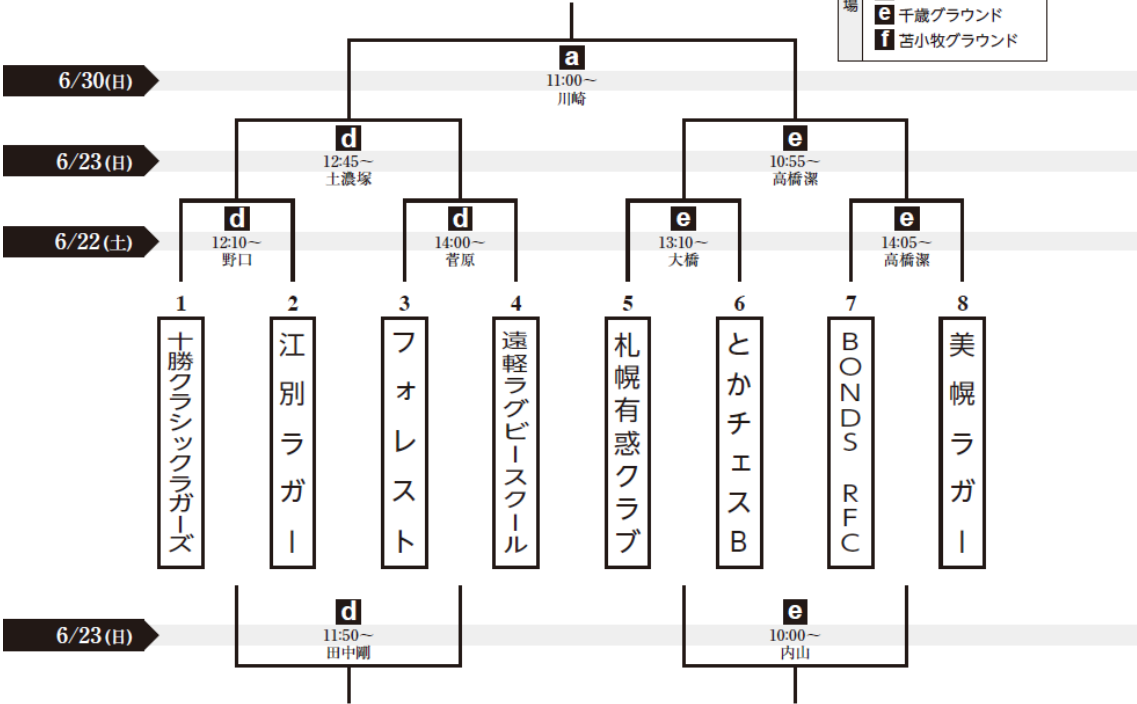 場
e 千歳グラウンド
f 苫小牧グラウンド
6/30(日)
a
11:00～
川崎
6/23(日)
d
12:45～
土濃塚
e
10:55～
高橋潔
6/22(土)
d
12:10～
野口
d
14:00～
菅原
e
13:10～
大橋
e
14:05～
高橋潔
1
2
3
4
5
6
7
8
十勝クラシックラガーズ
江別ラガー
フォレスト
遠軽ラグビースクール
札幌有惑クラブ
とかチェスB
BONDS RFC
美幌ラガー
6/23(日)
d
11:50～
田中剛
e
10:00～
内山